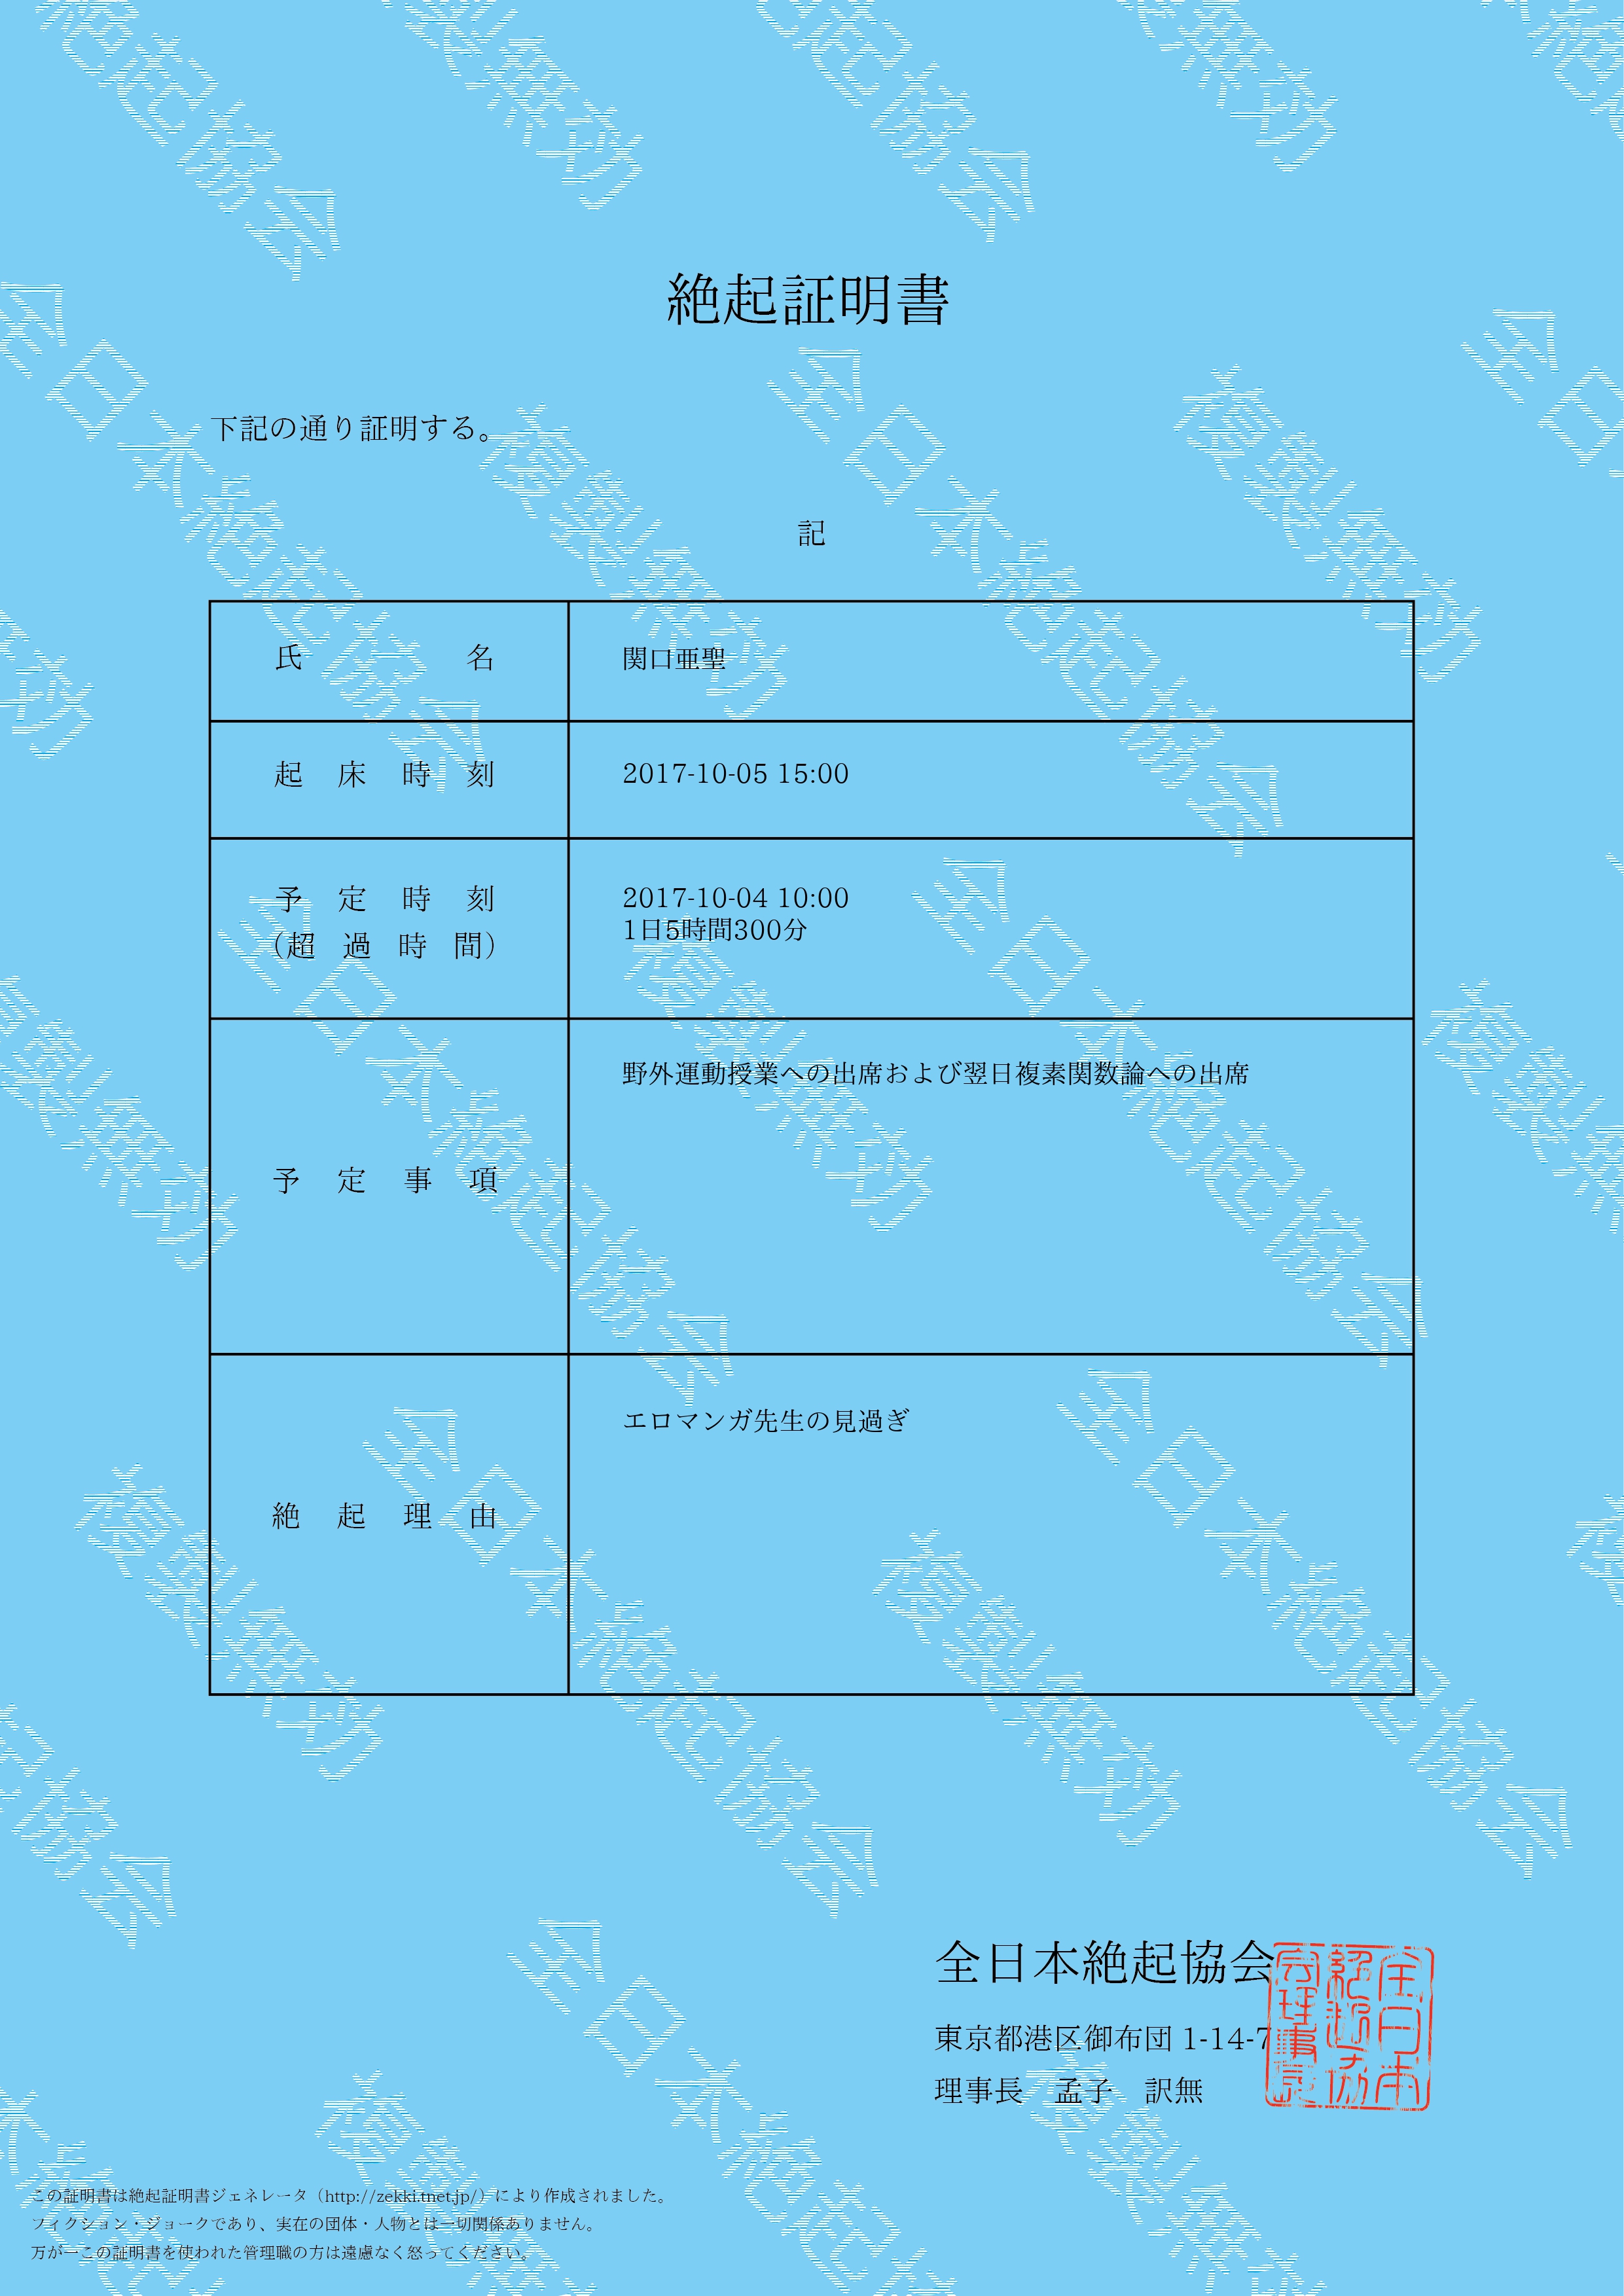 絶起証明書
下記の通り証明する。
記
氏名 関口亜聖
起床時刻 2017-10-05 15:00
予定時刻 2017-10-04 10:00
(超過時間) 1日5時間300分
予定事項 野外運動授業への出席および翌日複素関数論への出席
絶起理由 エロマンガ先生の見過ぎ
全日本絶起協会
東京都港区御布団 1-14-7
理事長 孟子 訳無
全日本
絶起協
会理事長
この証明書は絶起証明書ジェネレータ（http://zekki.tnet.jp/）により作成されました。
フィクション・ジョークであり、実在の団体・人物とは一切関係ありません。
万が一この証明書を使われた管理職の方は遠慮なく怒ってください。
全日本絶起協会
複製無効